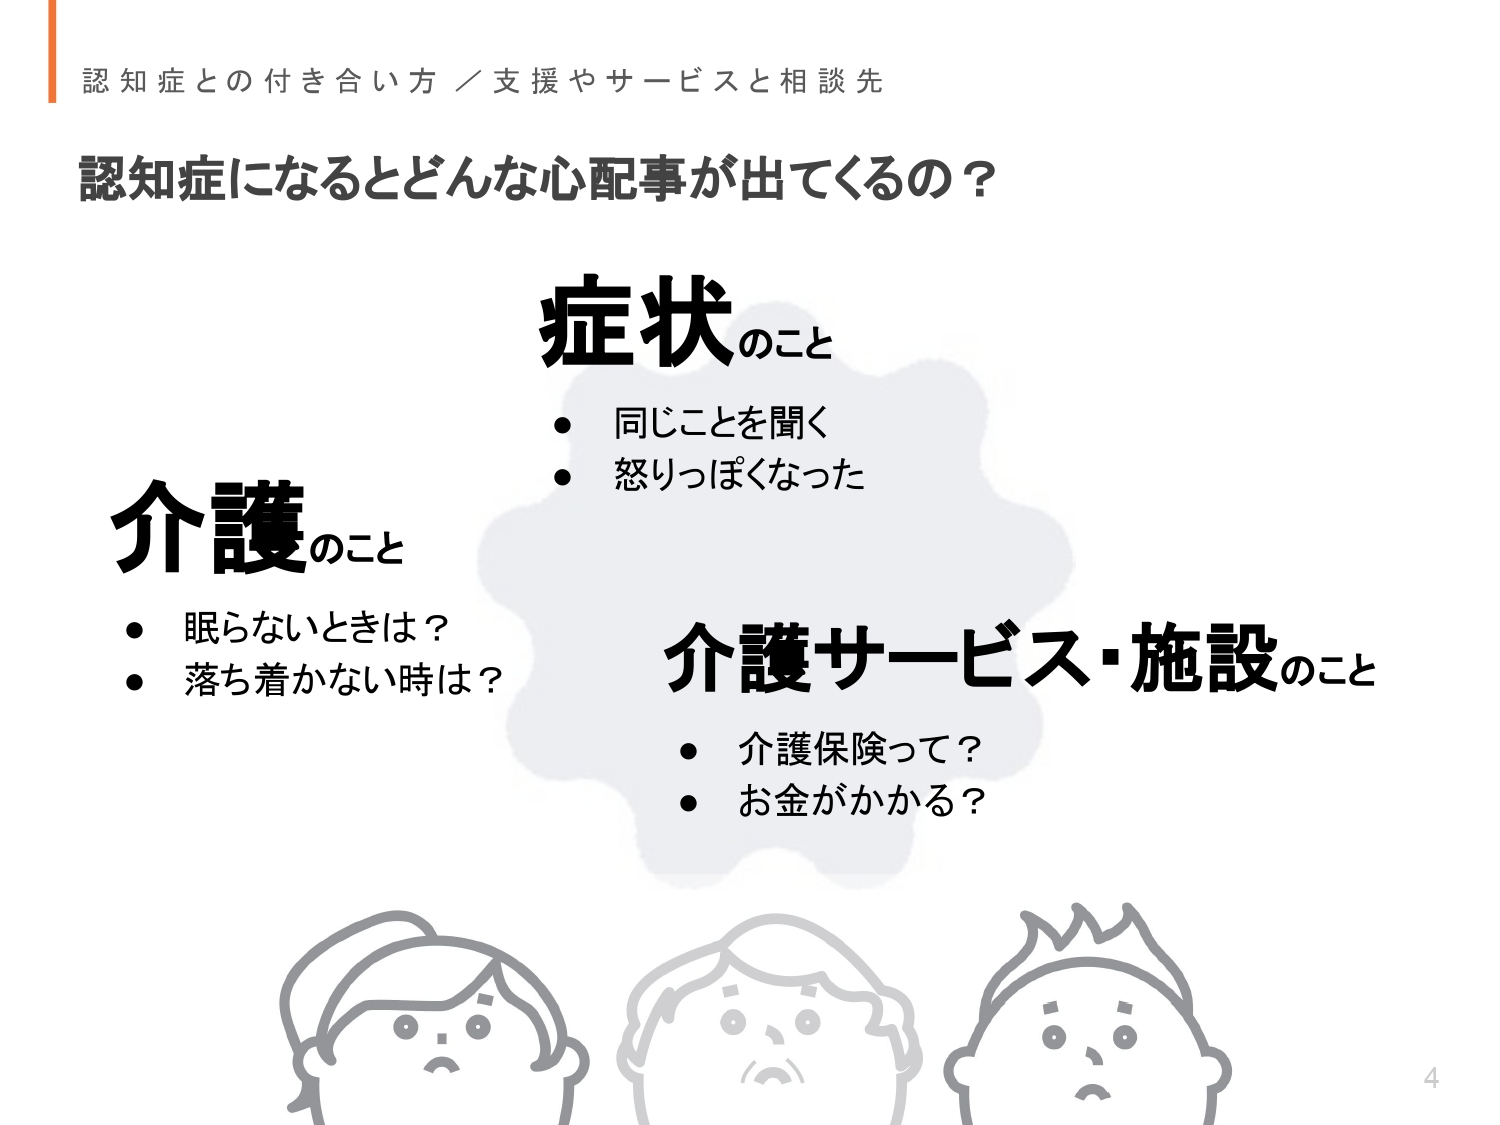 認知症との付き合い方 ／支援やサービスと相談先
認知症になるとどんな心配事が出てくるの？
症状のこと
● 同じことを聞く
● 怒りっぽくなった
介護のこと
● 眠らないときは？
● 落ち着かない時は？
介護サービス・施設のこと
● 介護保険って？
● お金がかかる？
4